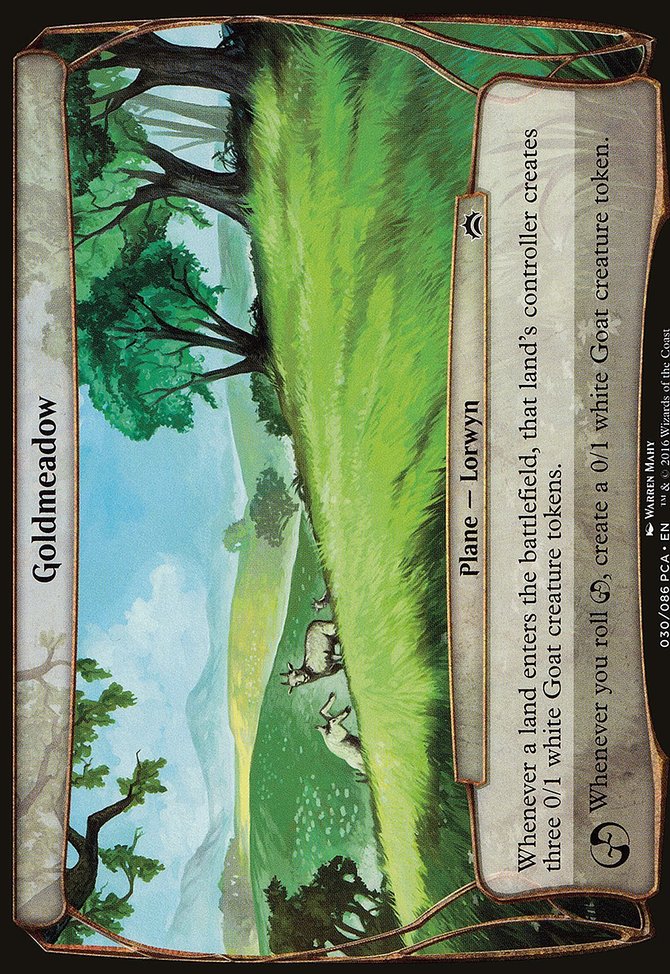 Goldmeadow
Plane — Lorwyn
Whenever a land enters the battlefield, that land's controller creates
three 0/1 white Goat creature tokens.
Whenever you roll , create a 0/1 white Goat creature token.
WARREN MAHY
030/086 PCA • EN ™ & © 2016 Wizards of the Coast